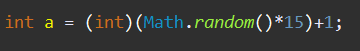 int a = (int)(Math.random()*15)+1;